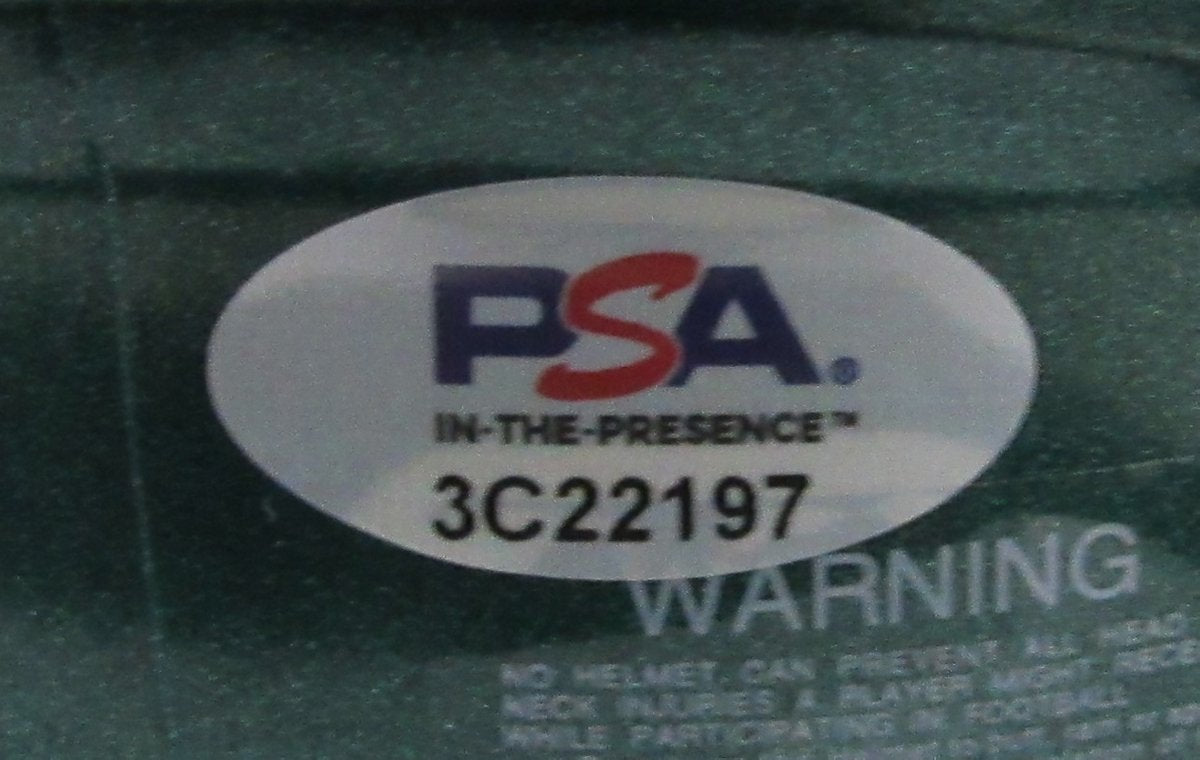 PSA®
IN-THE-PRESENCE™
3C22197
WARNING
NO HELMET CAN PREVENT ALL HEAD
NECK INJURIES A PLAYER MIGHT RECE
WHILE PARTICIPATING IN FOOTBALL